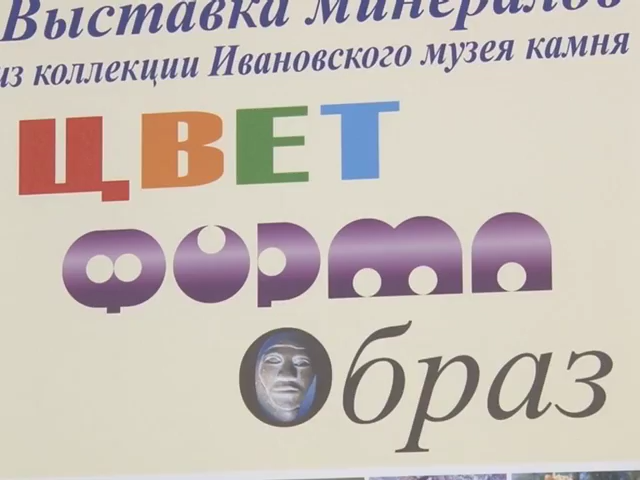 Выставка минералов
из коллекции Ивановского музея камня
ЦВЕТ
ФОРМА
Образ